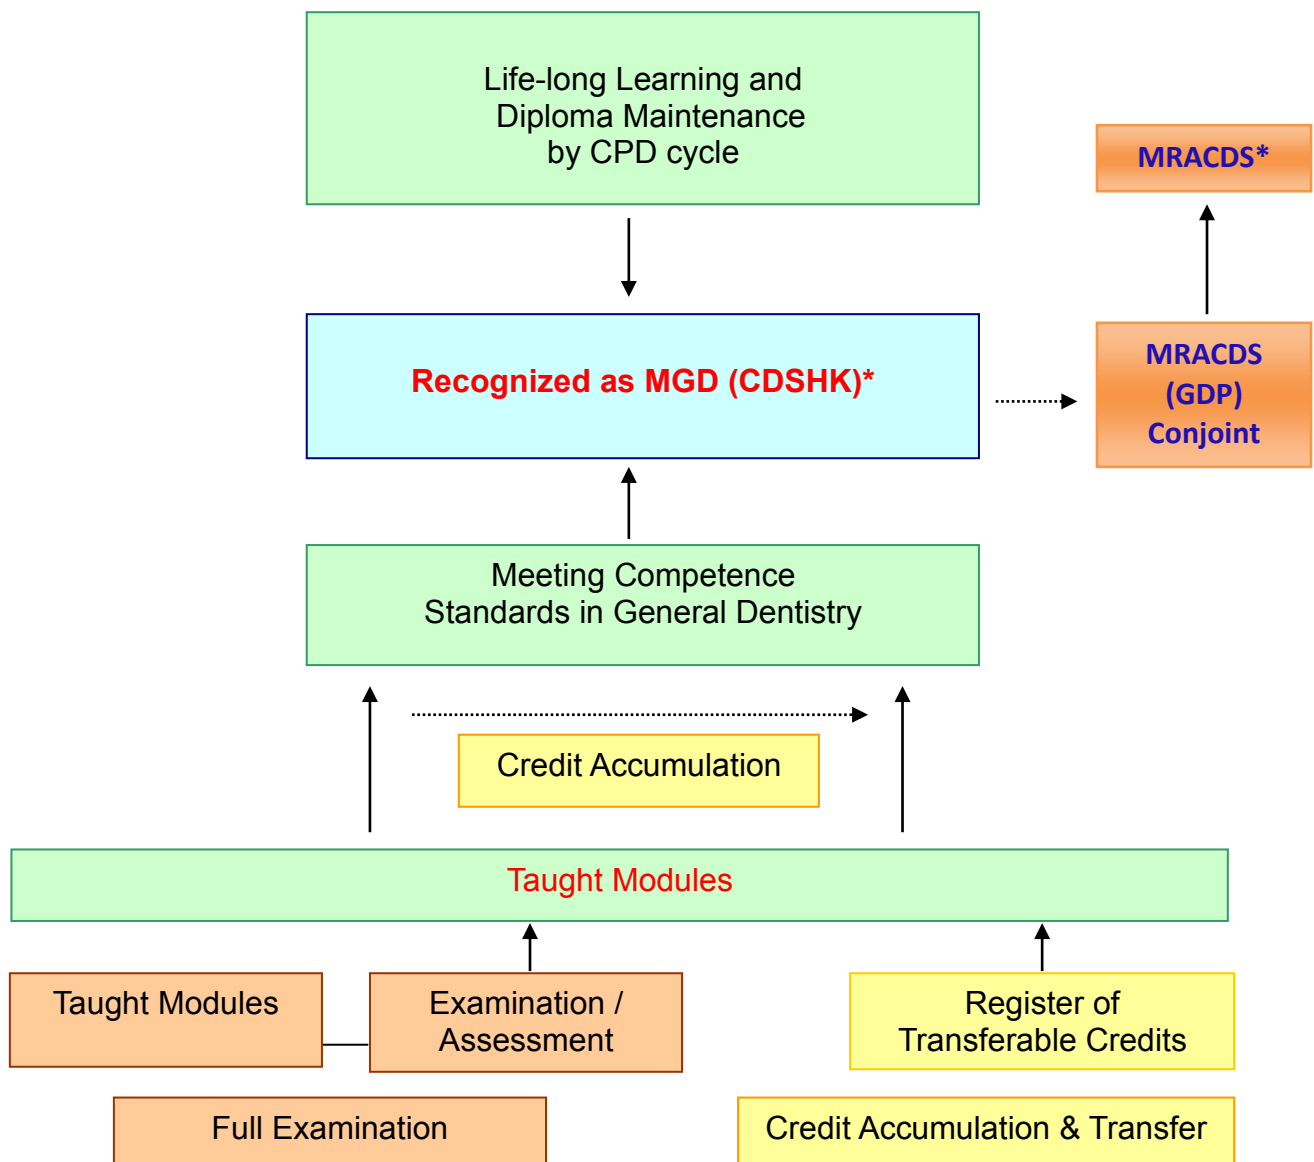 Life-long Learning and
Diploma Maintenance
by CPD cycle
MRACDS*
Recognized as MGD (CDSHK)*
MRACDS
(GDP)
Conjoint
Meeting Competence
Standards in General Dentistry
Credit Accumulation
Taught Modules
Taught Modules
Examination /
Assessment
Register of
Transferable Credits
Full Examination
Credit Accumulation & Transfer